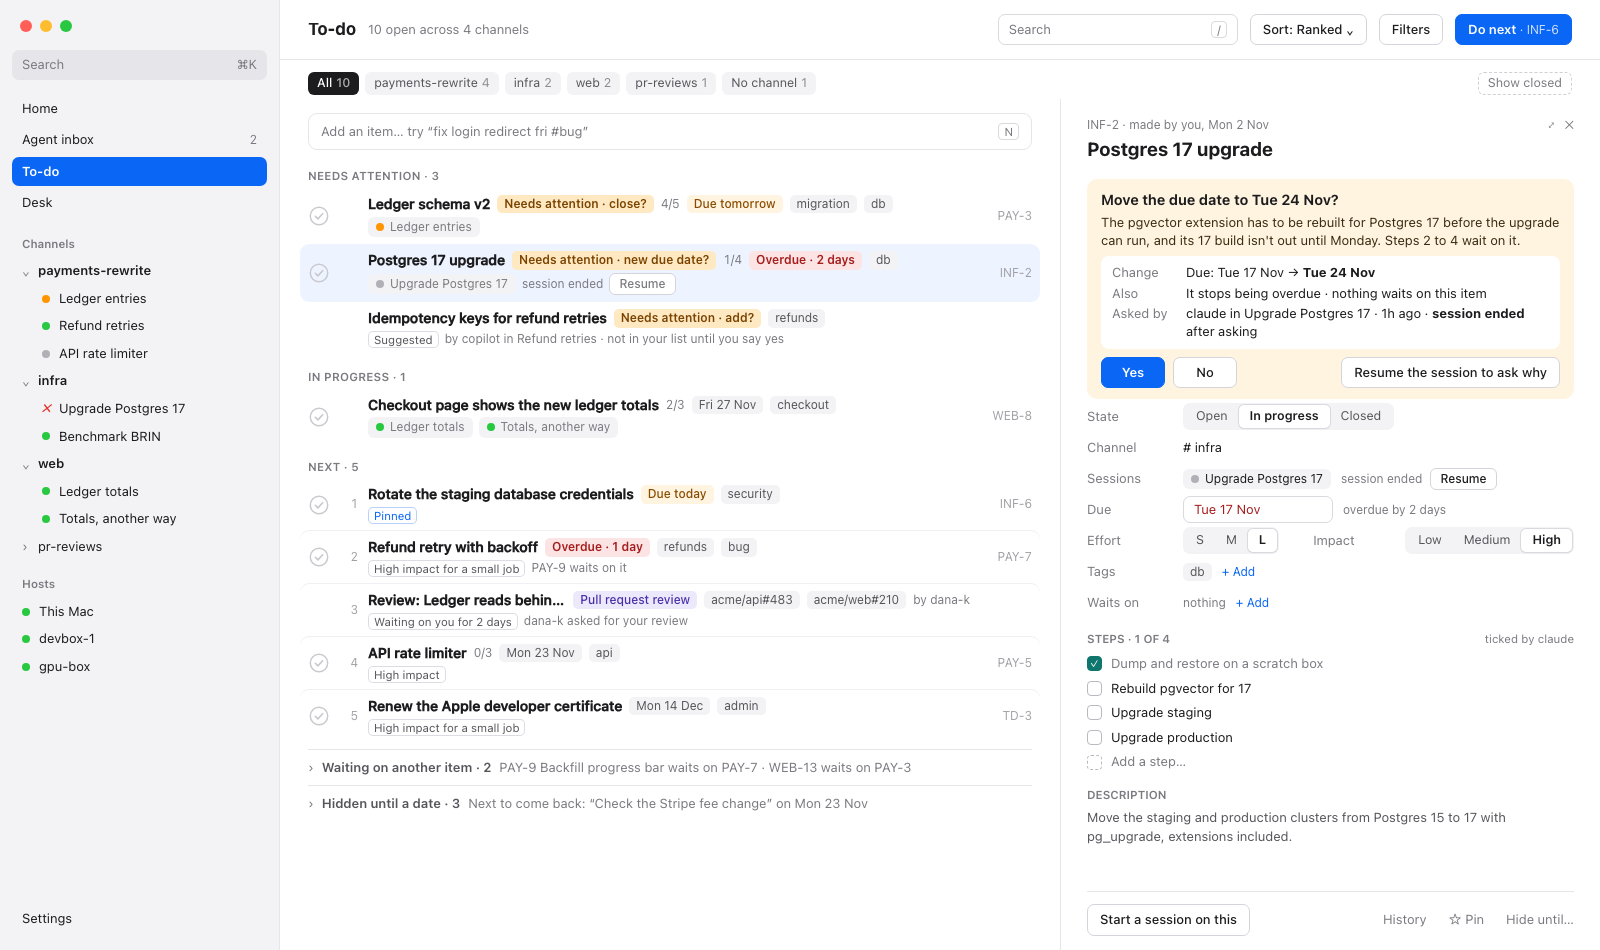 Search ⌘K
Home
Agent inbox 2
To-do
Desk
Channels
payments-rewrite
Ledger entries
Refund retries
API rate limiter
infra
Upgrade Postgres 17
Benchmark BRIN
web
Ledger totals
Totals, another way
pr-reviews
Hosts
This Mac
devbox-1
gpu-box
Settings
To-do 10 open across 4 channels
Search /
Sort: Ranked
Filters
Do next · INF-6
All 10 payments-rewrite 4 infra 2 web 2 pr-reviews 1 No channel 1
Show closed
Add an item... try “fix login redirect fri #bug” N
NEEDS ATTENTION · 3
Ledger schema v2 Needs attention · close? 4/5 Due tomorrow migration db
Ledger entries
PAY-3
Postgres 17 upgrade Needs attention · new due date? 1/4 Overdue · 2 days db
Upgrade Postgres 17 session ended Resume
INF-2
Idempotency keys for refund retries Needs attention · add? refunds
Suggested by copilot in Refund retries · not in your list until you say yes
IN PROGRESS · 1
Checkout page shows the new ledger totals 2/3 Fri 27 Nov checkout
Ledger totals Totals, another way
WEB-8
NEXT · 5
1 Rotate the staging database credentials Due today security
Pinned
INF-6
2 Refund retry with backoff Overdue · 1 day refunds bug
High impact for a small job PAY-9 waits on it
PAY-7
3 Review: Ledger reads behin... Pull request review acme/api#483 acme/web#210 by dana-k
Waiting on you for 2 days dana-k asked for your review
4 API rate limiter 0/3 Mon 23 Nov api
High impact
PAY-5
5 Renew the Apple developer certificate Mon 14 Dec admin
High impact for a small job
TD-3
Waiting on another item · 2 PAY-9 Backfill progress bar waits on PAY-7 · WEB-13 waits on PAY-3
Hidden until a date · 3 Next to come back: “Check the Stripe fee change” on Mon 23 Nov
INF-2 · made by you, Mon 2 Nov
Postgres 17 upgrade
Move the due date to Tue 24 Nov?
The pgvector extension has to be rebuilt for Postgres 17 before the upgrade
can run, and its 17 build isn't out until Monday. Steps 2 to 4 wait on it.
Change Due: Tue 17 Nov → Tue 24 Nov
Also It stops being overdue · nothing waits on this item
Asked by claude in Upgrade Postgres 17 · 1h ago · session ended
after asking
Yes No Resume the session to ask why
State Open In progress Closed
Channel # infra
Sessions Upgrade Postgres 17 session ended Resume
Due Tue 17 Nov overdue by 2 days
Effort S M L Impact Low Medium High
Tags db + Add
Waits on nothing + Add
STEPS · 1 OF 4 ticked by claude
Dump and restore on a scratch box
Rebuild pgvector for 17
Upgrade staging
Upgrade production
Add a step...
DESCRIPTION
Move the staging and production clusters from Postgres 15 to 17 with
pg_upgrade, extensions included.
Start a session on this History ☆ Pin Hide until...